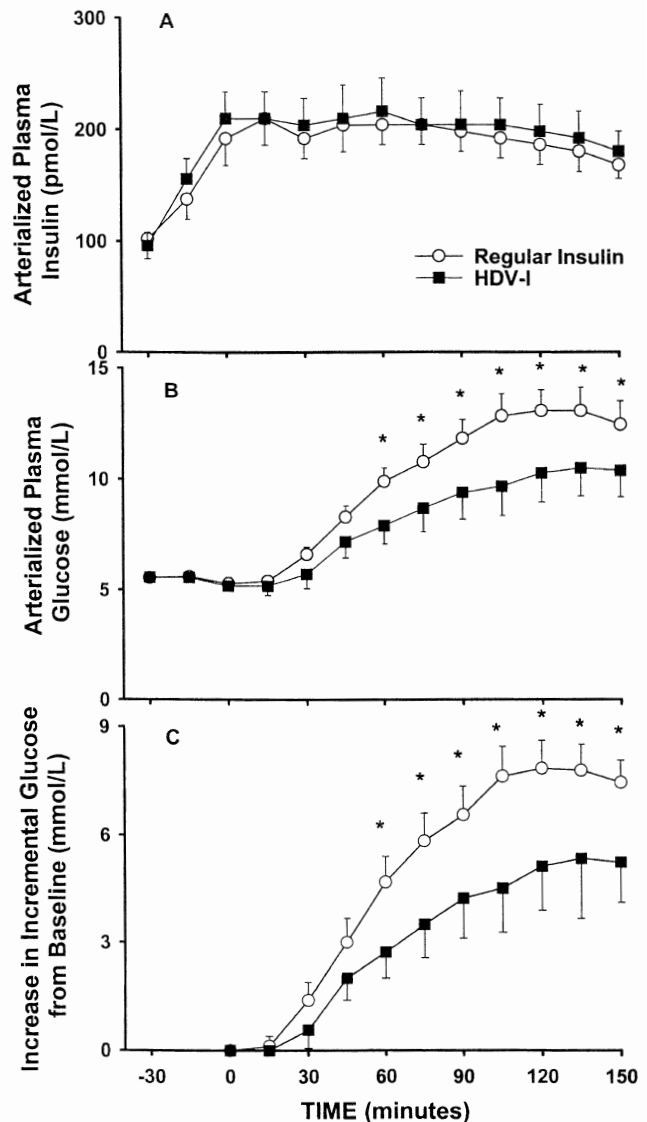 A
300
200
100
0
Arterialized Plasma
Insulin (pmol/L)
Regular Insulin
HDV-I
B
15
10
5
0
Arterialized Plasma
Glucose (mmol/L)
* * * * * * *
C
9
6
3
0
Increase in Incremental Glucose
from Baseline (mmol/L)
* * * * * * *
-30 0 30 60 90 120 150
TIME (minutes)